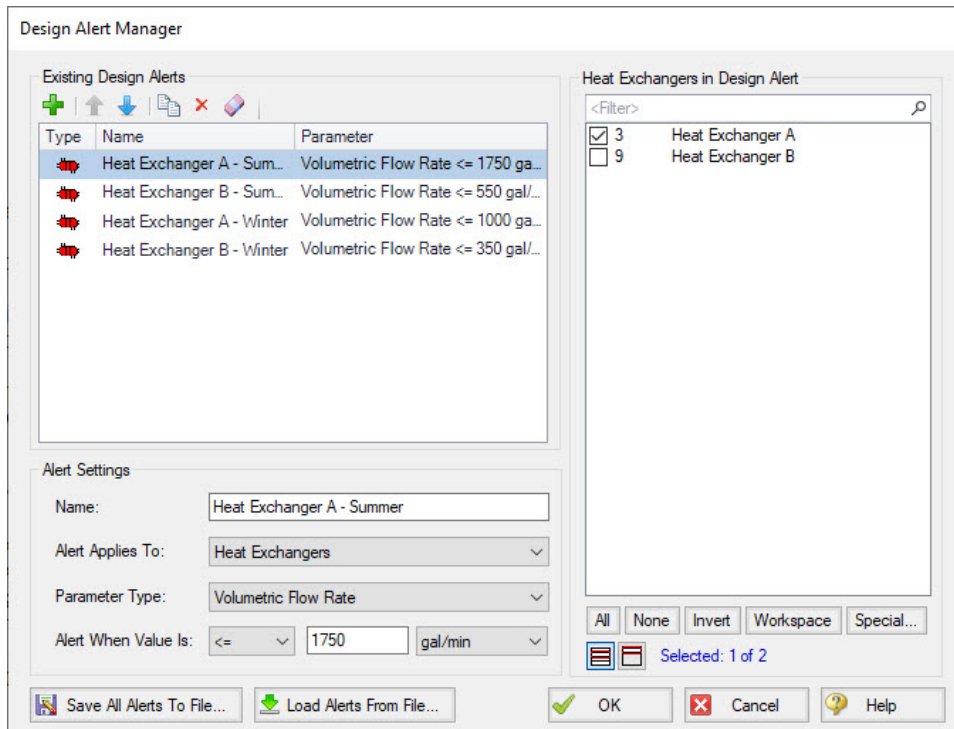 Design Alert Manager
Existing Design Alerts
Type Name Parameter
Heat Exchanger A - Sum... Volumetric Flow Rate <= 1750 ga...
Heat Exchanger B - Sum... Volumetric Flow Rate <= 550 gal/...
Heat Exchanger A - Winter Volumetric Flow Rate <= 1000 ga...
Heat Exchanger B - Winter Volumetric Flow Rate <= 350 gal/...
Alert Settings
Name: Heat Exchanger A - Summer
Alert Applies To: Heat Exchangers
Parameter Type: Volumetric Flow Rate
Alert When Value Is: <= 1750 gal/min
Heat Exchangers in Design Alert
<Filter>
3 Heat Exchanger A
9 Heat Exchanger B
All None Invert Workspace Special...
Selected: 1 of 2
Save All Alerts To File... Load Alerts From File... OK Cancel Help